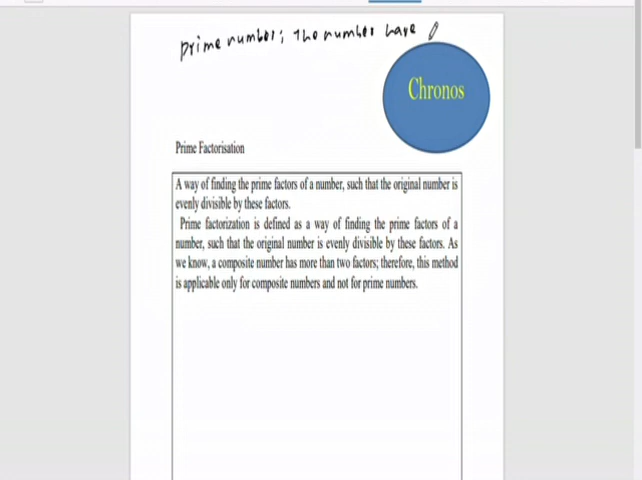 Prime number; The number have
Chronos
Prime Factorisation
A way of finding the prime factors of a number, such that the original number is
evenly divisible by these factors.
Prime factorization is defined as a way of finding the prime factors of a
number, such that the original number is evenly divisible by these factors. As
we know, a composite number has more than two factors; therefore, this method
is applicable only for composite numbers and not for prime numbers.